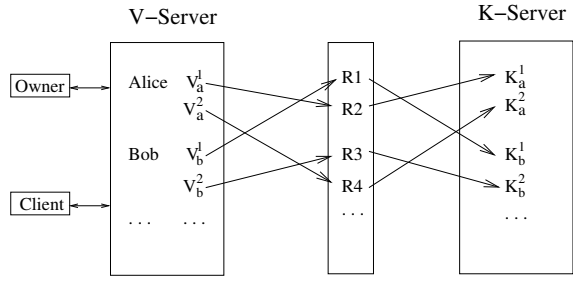 V–Server
K–Server
Owner
Client
Alice V_a^1
V_a^2
Bob V_b^1
V_b^2
. . . . . .
R1
R2
R3
R4
. . .
K_a^1
K_a^2
K_b^1
K_b^2
. . .